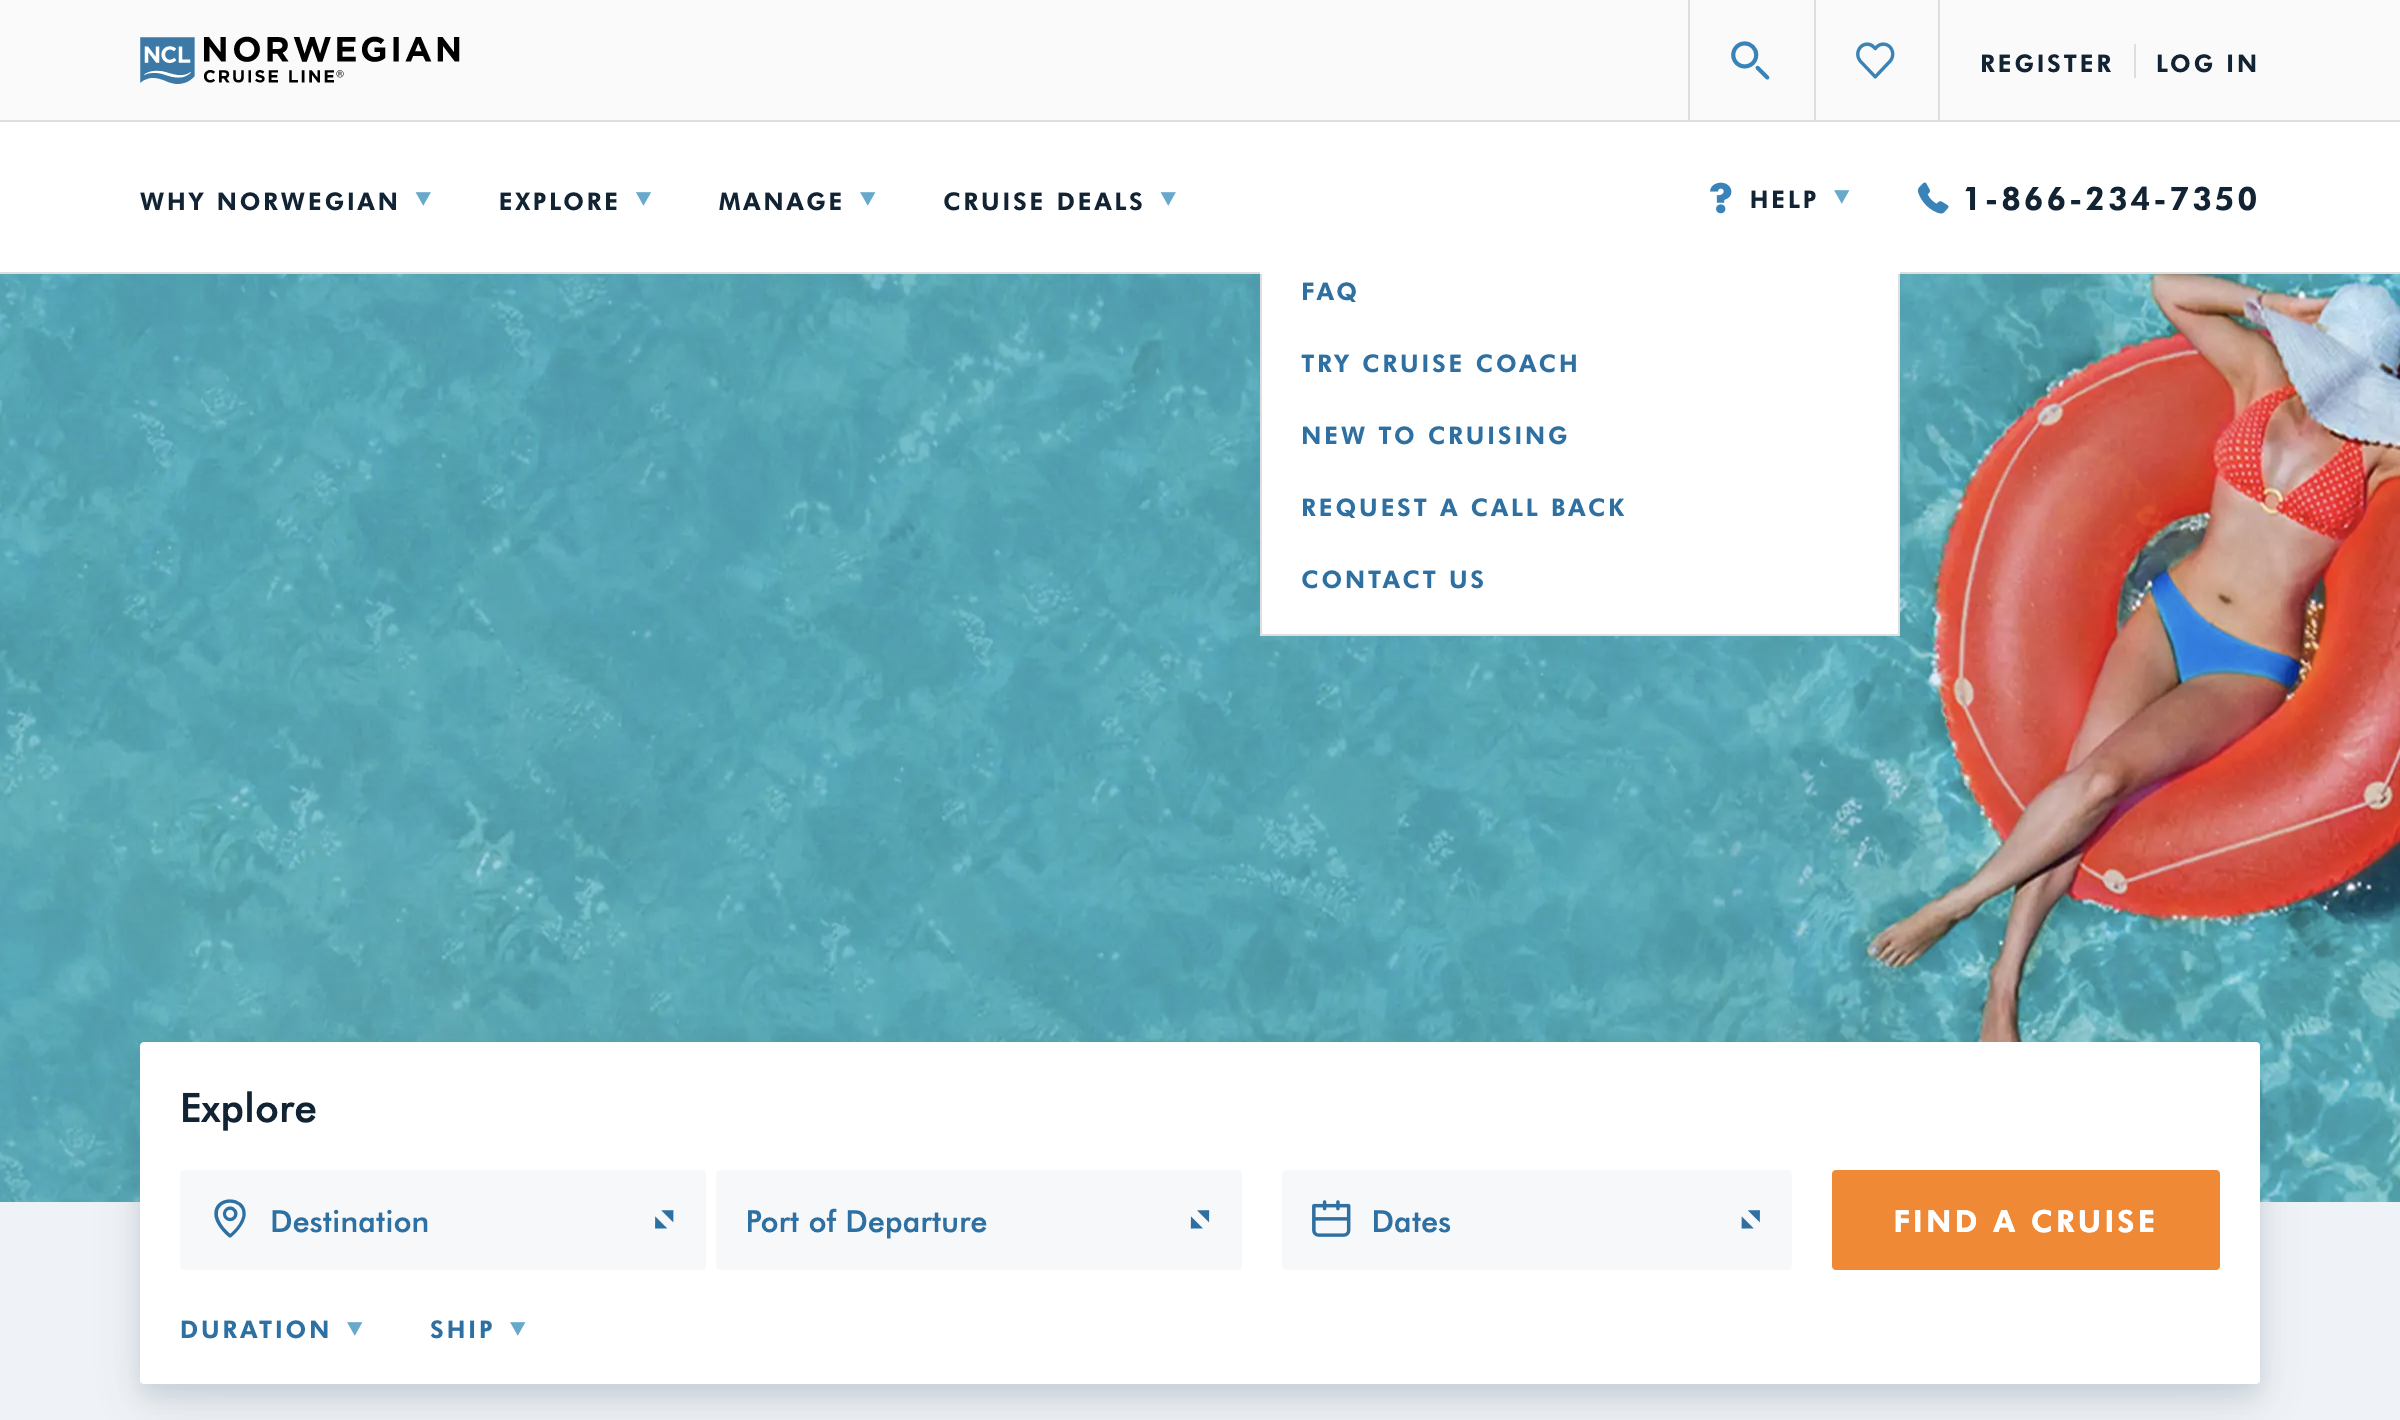 NCL NORWEGIAN
CRUISE LINE®
REGISTER LOG IN
WHY NORWEGIAN EXPLORE MANAGE CRUISE DEALS ? HELP 1-866-234-7350
FAQ
TRY CRUISE COACH
NEW TO CRUISING
REQUEST A CALL BACK
CONTACT US
Explore
Destination Port of Departure Dates FIND A CRUISE
DURATION SHIP